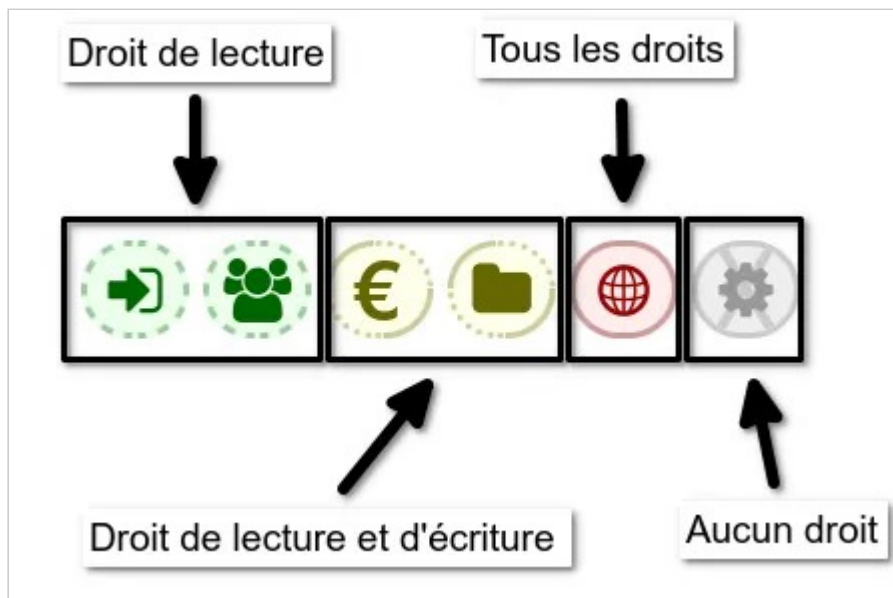 Droit de lecture
Tous les droits
€
Droit de lecture et d'écriture
Aucun droit